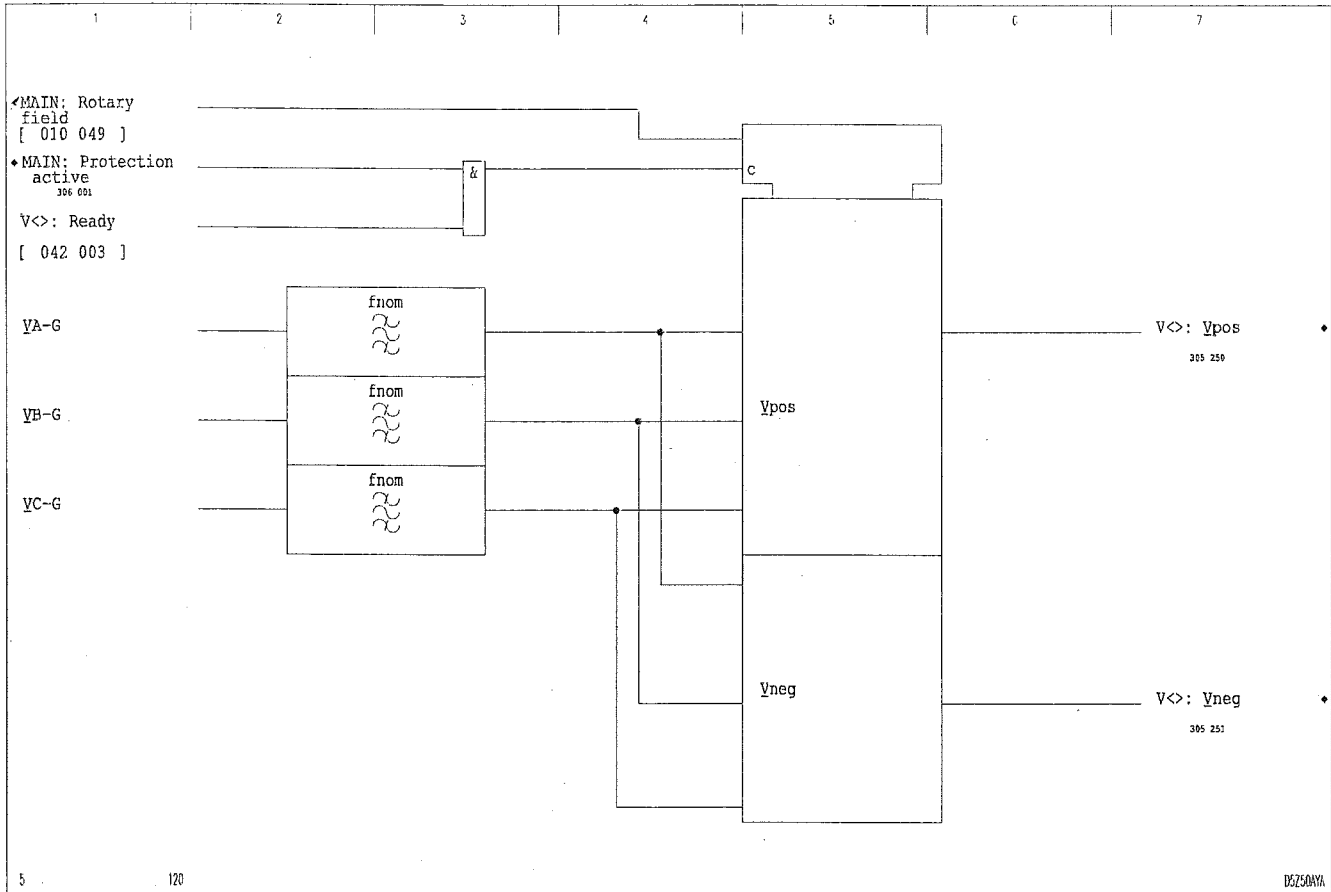 1 2 3 4 5 6 7
MAIN: Rotary
field
[ 010 049 ]
MAIN: Protection
active
306 001
&
C
V<>: Ready
[ 042 003 ]
fnom
VA-G
V<>: Vpos
305 250
fnom
VB-G
Vpos
fnom
VC-G
Vneg
V<>: Vneg
305 251
5 120 D5Z50AYA